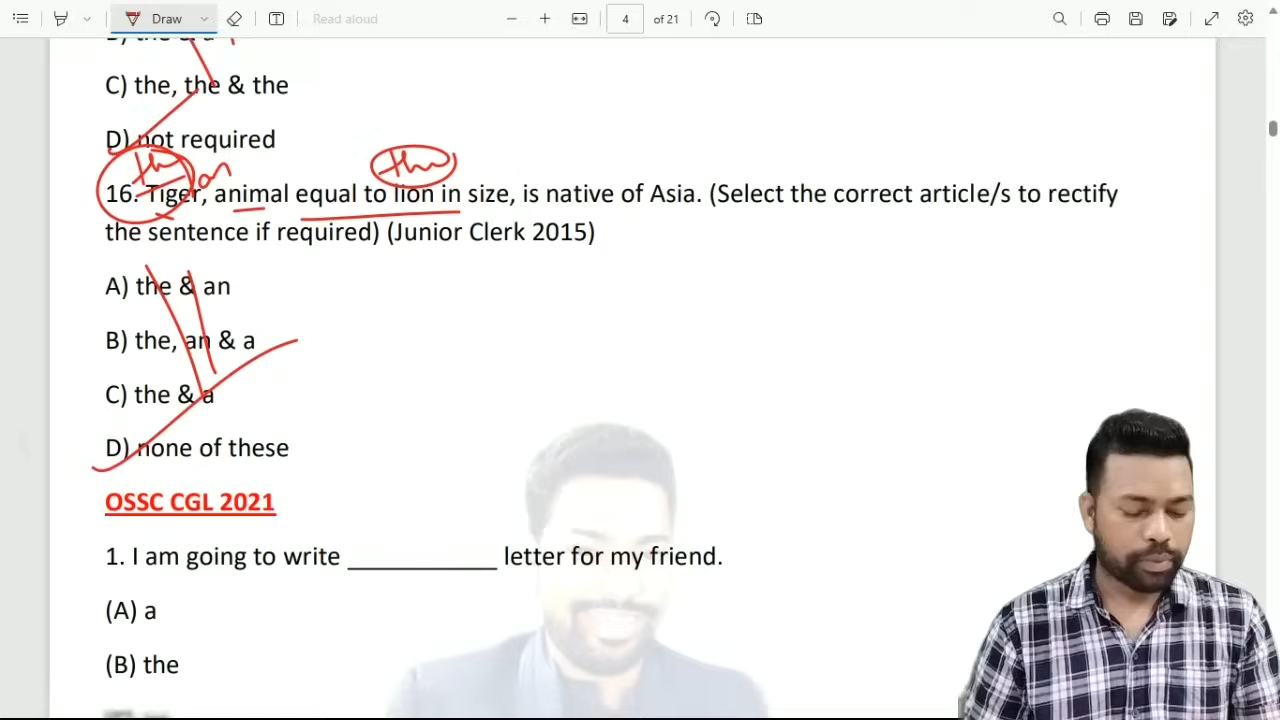 Draw
Read aloud
4
of 21
C) the, the & the
D) not required
the
an
the
16. Tiger, animal equal to lion in size, is native of Asia. (Select the correct article/s to rectify
the sentence if required) (Junior Clerk 2015)
A) the & an
B) the, an & a
C) the & a
D) none of these
OSSC CGL 2021
1. I am going to write __________ letter for my friend.
(A) a
(B) the